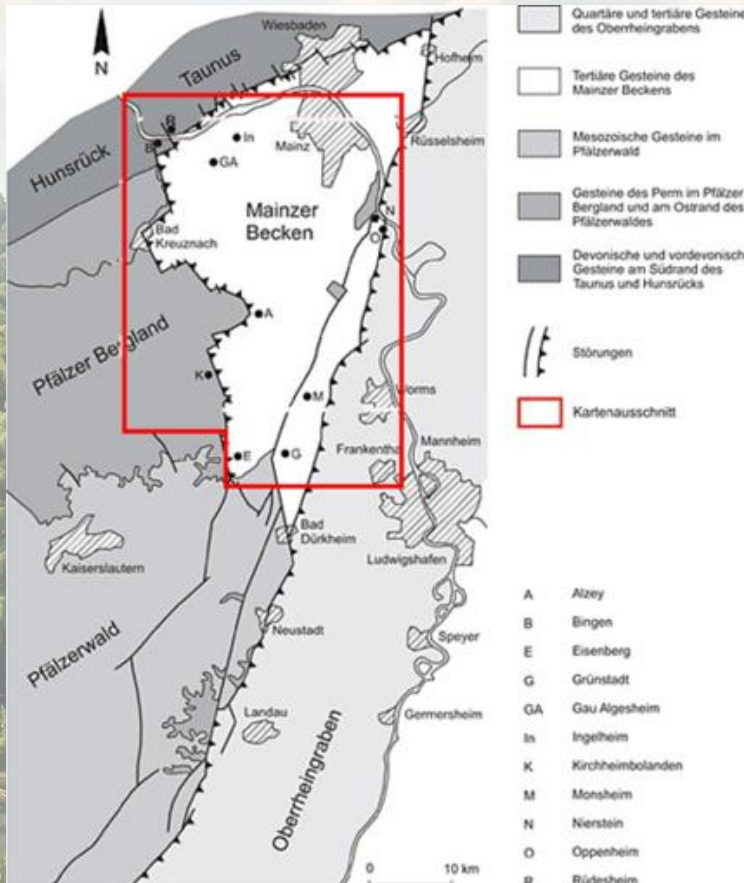 Wiesbaden
Taunus
Hofheim
N
R
B
In
GA
Mainz
Rüsselsheim
Hunsrück
Mainzer
Becken
N
O
Bad
Kreuznach
A
Pfälzer Bergland
K
M
Worms
Frankenthal
Mannheim
E
G
Bad
Dürkheim
Ludwigshafen
Kaiserslautern
Neustadt
Speyer
Pfälzerwald
Landau
Germersheim
Oberrheingraben
0 10 km
Quartäre und tertiäre Gesteine
des Oberrheingrabens
Tertiäre Gesteine des
Mainzer Beckens
Mesozoische Gesteine im
Pfälzerwald
Gesteine des Perm im Pfälzer
Bergland und am Ostrand des
Pfälzerwaldes
Devonische und vordevonisch
Gesteine am Südrand des
Taunus und Hunsrücks
Störungen
Kartenausschnitt
A Alzey
B Bingen
E Eisenberg
G Grünstadt
GA Gau Algesheim
In Ingelheim
K Kirchheimbolanden
M Monsheim
N Nierstein
O Oppenheim
R Rüdesheim